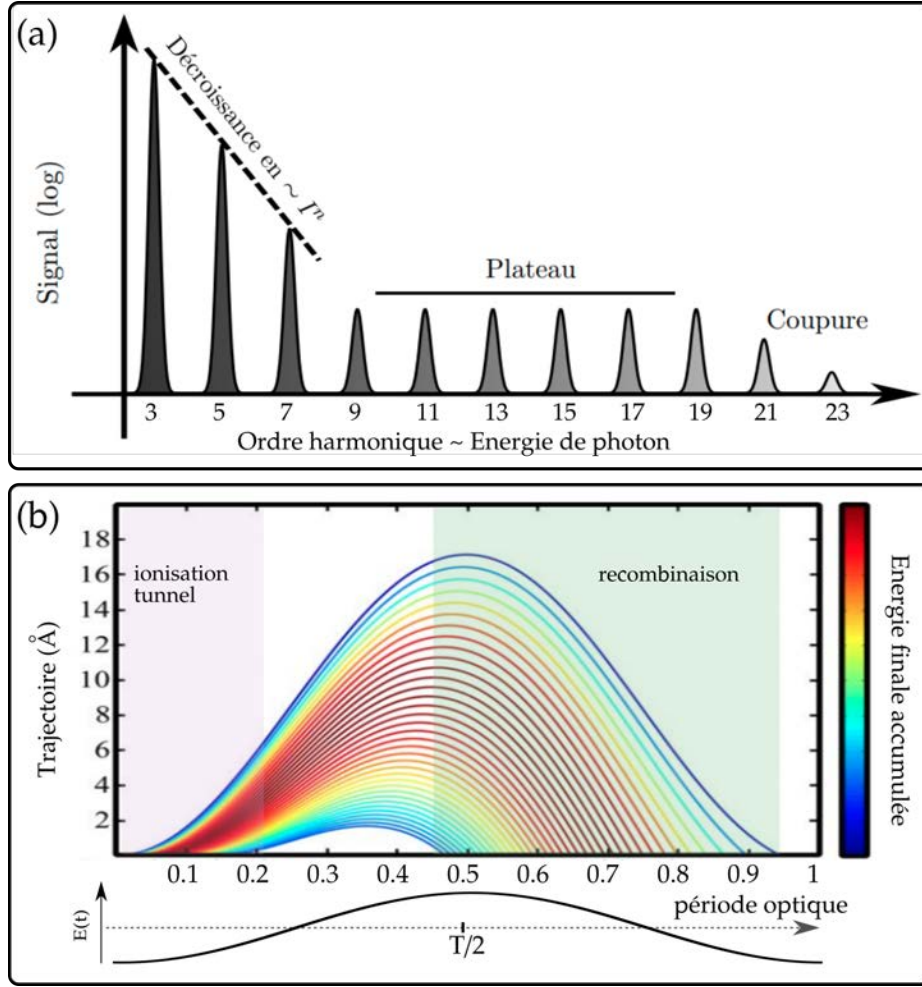 (a)
Signal (log)
Décroissance en ~ Iⁿ
Plateau
Coupure
3 5 7 9 11 13 15 17 19 21 23
Ordre harmonique ~ Energie de photon
(b)
Trajectoire (Å)
18
16
14
12
10
8
6
4
2
ionisation
tunnel
recombinaison
Energie finale accumulée
0.1 0.2 0.3 0.4 0.5 0.6 0.7 0.8 0.9 1
période optique
E(t)
T/2